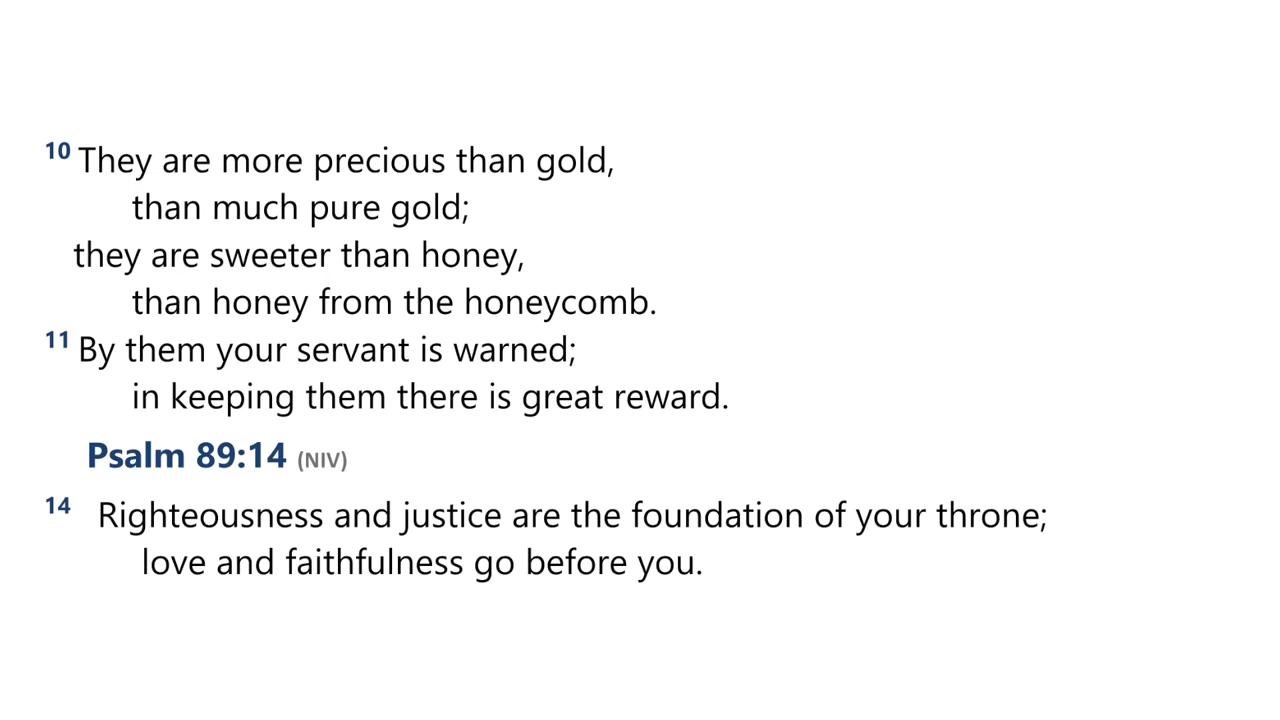 10 They are more precious than gold,
than much pure gold;
they are sweeter than honey,
than honey from the honeycomb.
11 By them your servant is warned;
in keeping them there is great reward.
Psalm 89:14 (NIV)
14 Righteousness and justice are the foundation of your throne;
love and faithfulness go before you.